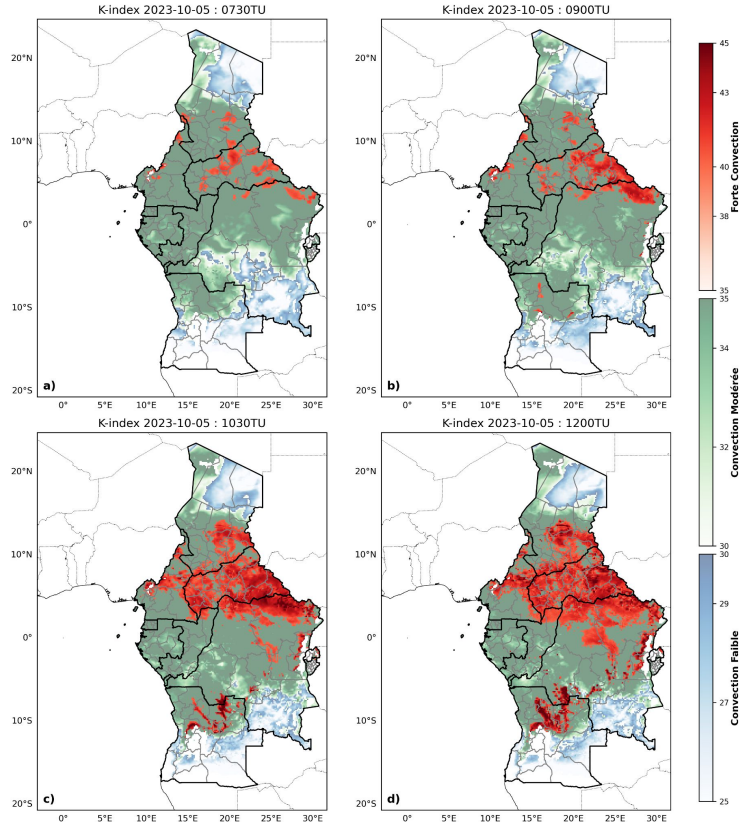 K-index 2023-10-05 : 0730TU
K-index 2023-10-05 : 0900TU
20°N
10°N
0°
10°S
20°S
a)
0°
5°E
10°E
15°E
20°E
25°E
30°E
20°N
10°N
0°
10°S
20°S
b)
0°
5°E
10°E
15°E
20°E
25°E
30°E
K-index 2023-10-05 : 1030TU
K-index 2023-10-05 : 1200TU
20°N
10°N
0°
10°S
20°S
c)
0°
5°E
10°E
15°E
20°E
25°E
30°E
20°N
10°N
0°
10°S
20°S
d)
0°
5°E
10°E
15°E
20°E
25°E
30°E
45
43
40
38
35
Forte Convection
35
34
32
30
Convection Modérée
30
29
27
25
Convection Faible